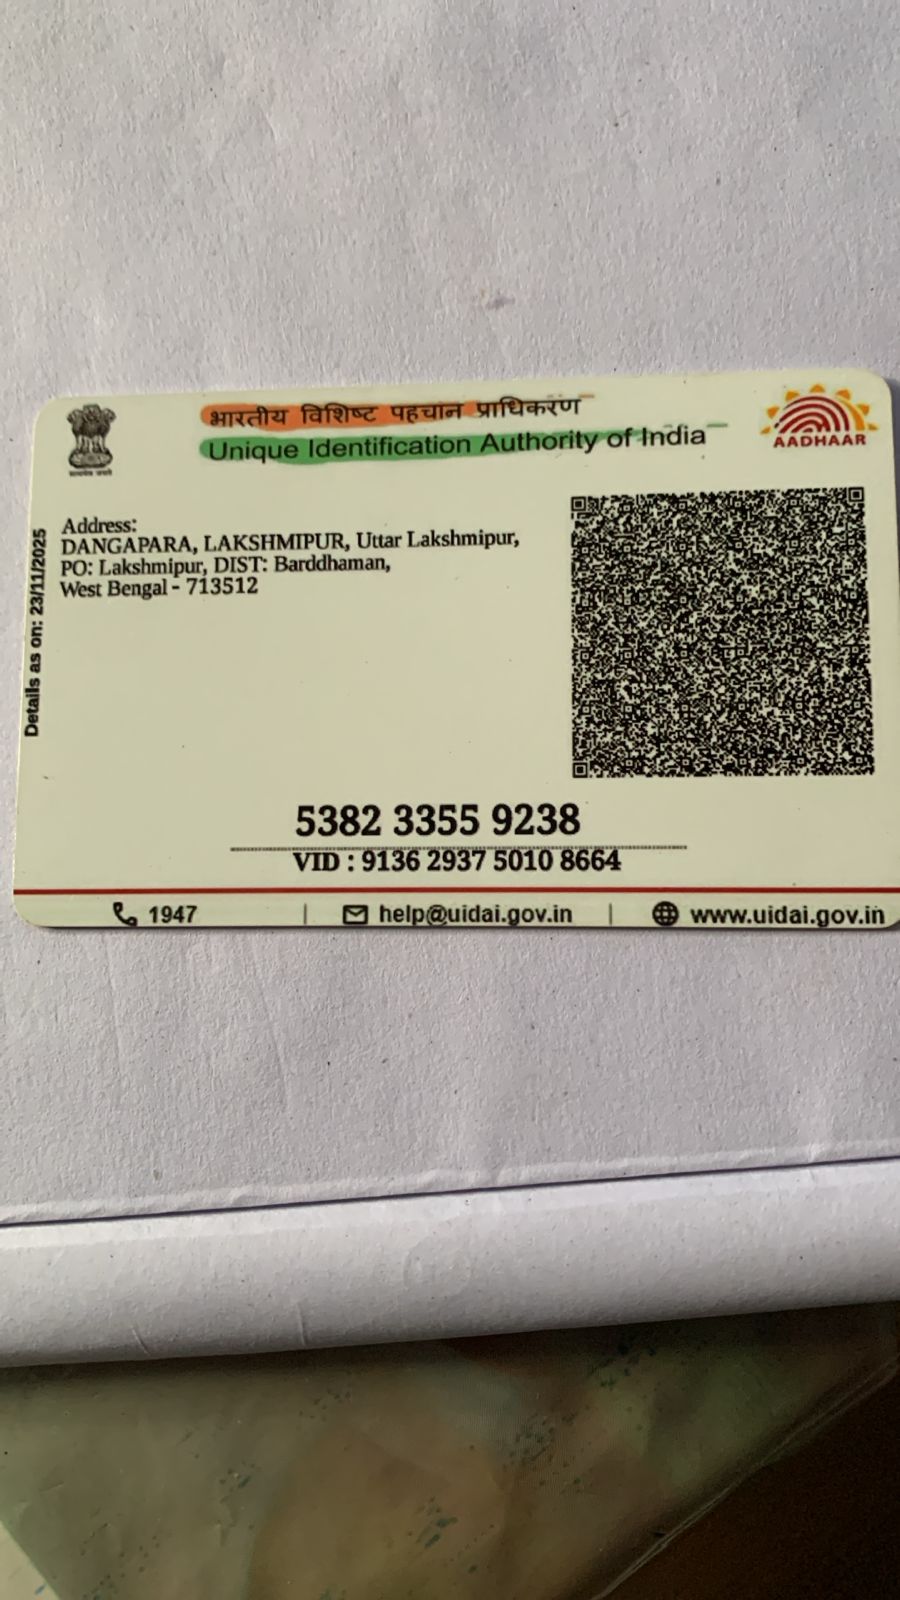 भारतीय विशिष्ट पहचान प्राधिकरण
Unique Identification Authority of India
AADHAAR
Details as on: 23/11/2025
Address:
DANGAPARA, LAKSHMIPUR, Uttar Lakshmipur,
PO: Lakshmipur, DIST: Barddhaman,
West Bengal - 713512
5382 3355 9238
VID : 9136 2937 5010 8664
1947 | help@uidai.gov.in | www.uidai.gov.in